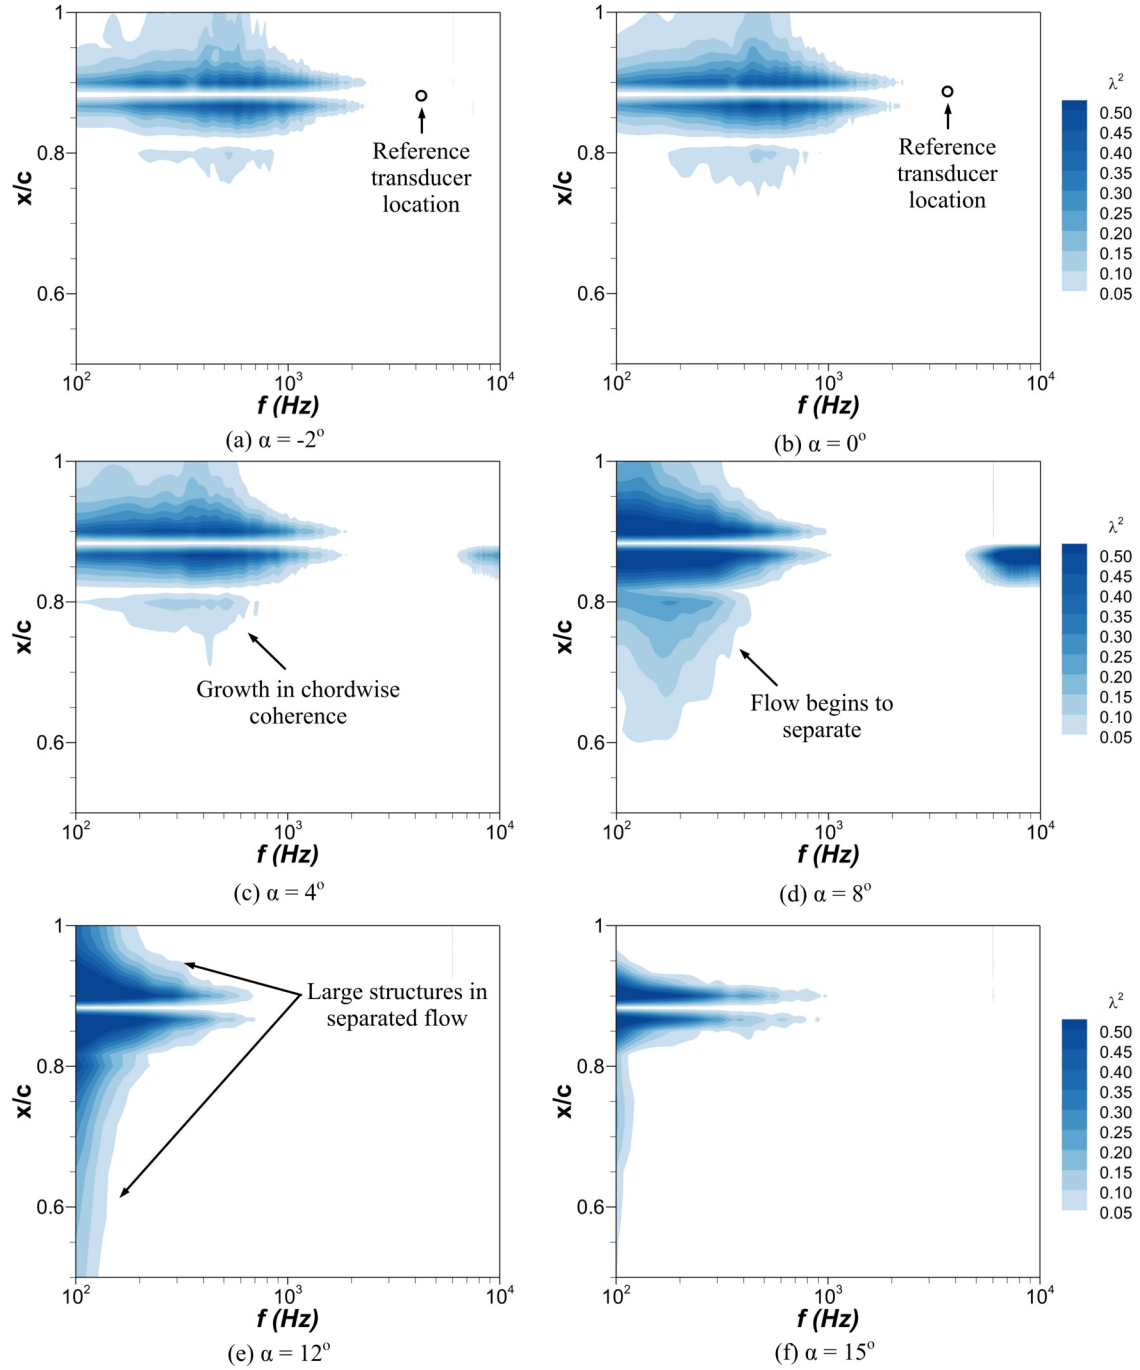 1
0.8
0.6
x/c
10²
10³
10⁴
f (Hz)
Reference
transducer
location
(a) α = -2°
1
0.8
0.6
x/c
10²
10³
10⁴
f (Hz)
Reference
transducer
location
(b) α = 0°
λ²
0.50
0.45
0.40
0.35
0.30
0.25
0.20
0.15
0.10
0.05
1
0.8
0.6
x/c
10²
10³
10⁴
f (Hz)
Growth in chordwise
coherence
(c) α = 4°
1
0.8
0.6
x/c
10²
10³
10⁴
f (Hz)
Flow begins to
separate
(d) α = 8°
λ²
0.50
0.45
0.40
0.35
0.30
0.25
0.20
0.15
0.10
0.05
1
0.8
0.6
x/c
10²
10³
10⁴
f (Hz)
Large structures in
separated flow
(e) α = 12°
1
0.8
0.6
x/c
10²
10³
10⁴
f (Hz)
(f) α = 15°
λ²
0.50
0.45
0.40
0.35
0.30
0.25
0.20
0.15
0.10
0.05